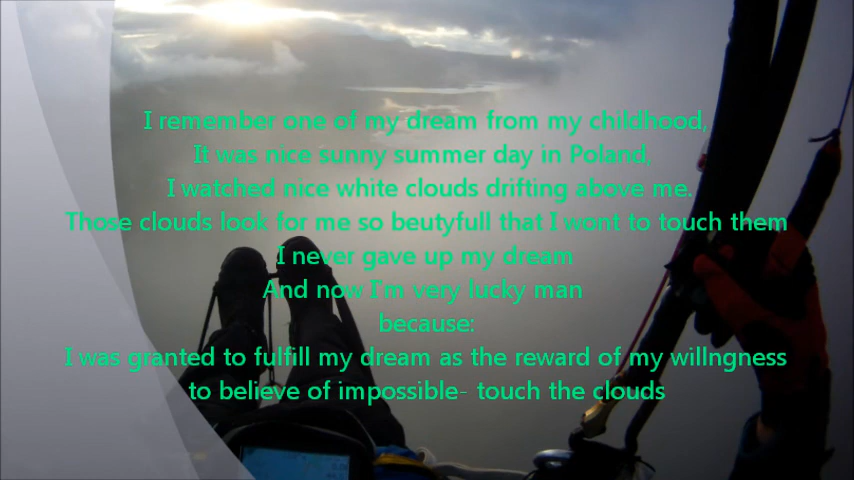 I remember one of my dream from my childhood,
It was nice sunny summer day in Poland,
I watched nice white clouds drifting above me.
Those clouds look for me so beutyfull that I wont to touch them
I never gave up my dream
And now I'm very lucky man
because:
I was granted to fulfill my dream as the reward of my willngness
to believe of impossible- touch the clouds